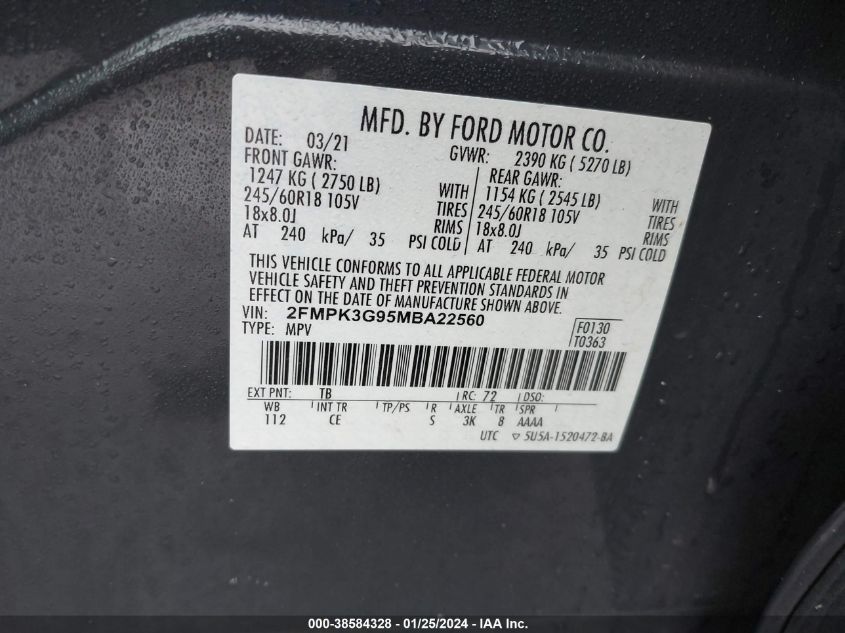 MFD. BY FORD MOTOR CO.
DATE: 03/21 GVWR: 2390 KG ( 5270 LB)
FRONT GAWR: REAR GAWR:
1247 KG ( 2750 LB) WITH 1154 KG ( 2545 LB) WITH
245/60R18 105V TIRES 245/60R18 105V TIRES
18x8.0J RIMS 18x8.0J RIMS
AT 240 kPa/ 35 PSI COLD AT 240 kPa/ 35 PSI COLD
THIS VEHICLE CONFORMS TO ALL APPLICABLE FEDERAL MOTOR
VEHICLE SAFETY AND THEFT PREVENTION STANDARDS IN
EFFECT ON THE DATE OF MANUFACTURE SHOWN ABOVE.
VIN: 2FMPK3G95MBA22560
TYPE: MPV
F0130
T0363
EXT PNT: TB RC: 72 DSO:
WB INT TR TP/PS R AXLE TR SPR
112 CE S 3K 8 AAAA
UTC ▽ 5U5A-1520472-BA
000-38584328 - 01/25/2024 - IAA Inc.